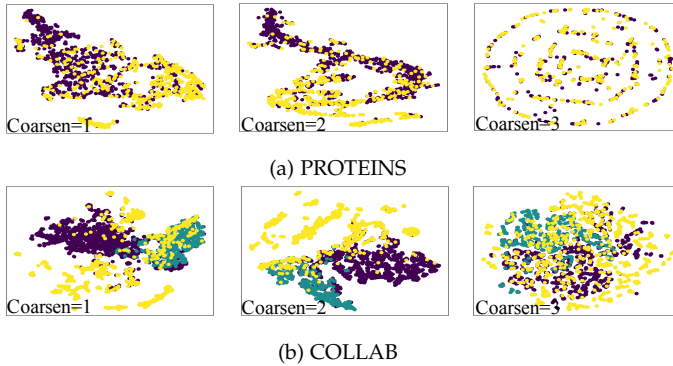 Coarsen=1 Coarsen=2 Coarsen=3
(a) PROTEINS
Coarsen=1 Coarsen=2 Coarsen=3
(b) COLLAB